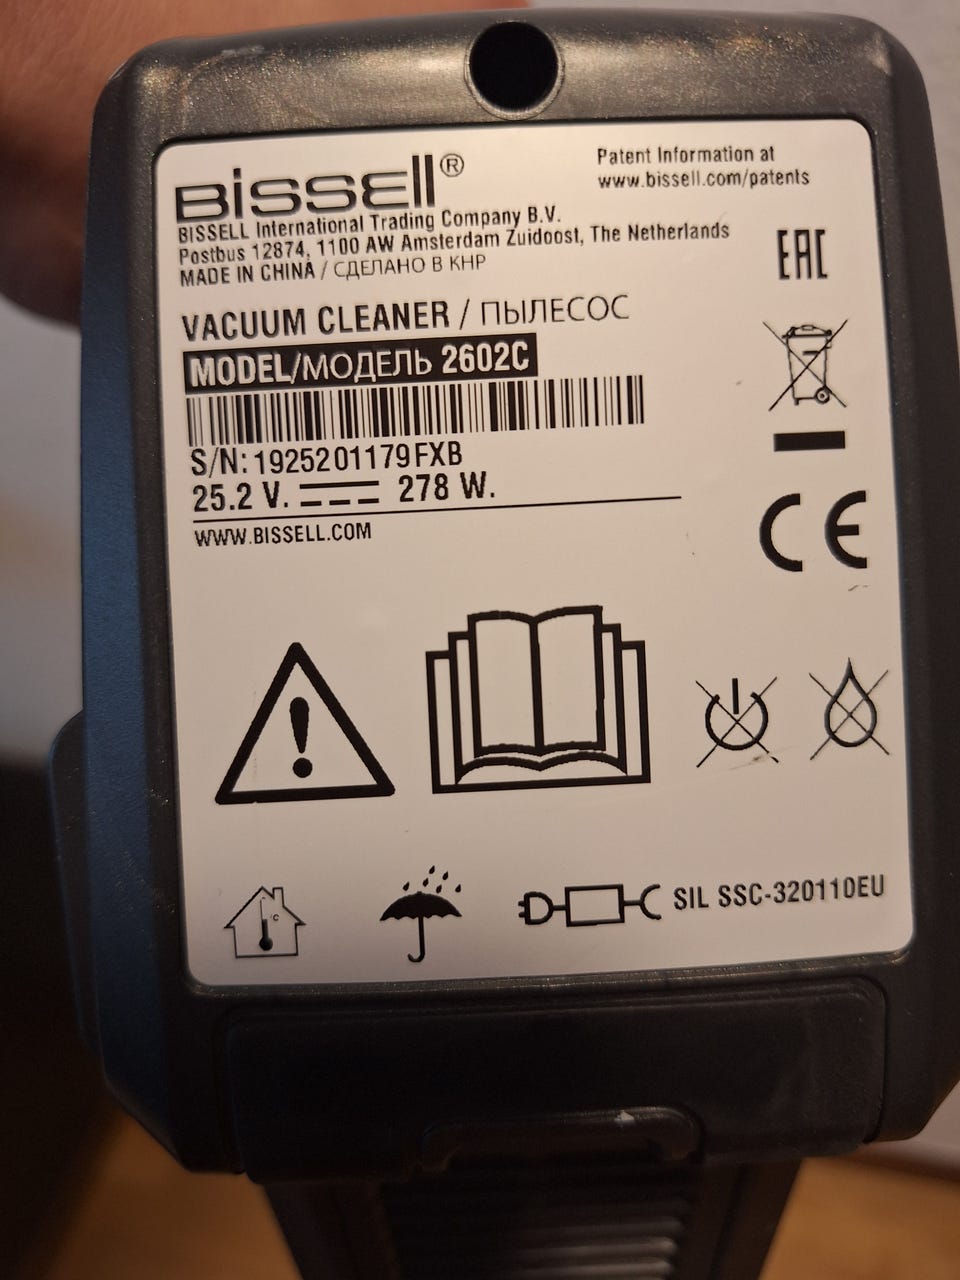 BISSELL®
Patent Information at
www.bissell.com/patents
BISSELL International Trading Company B.V.
Postbus 12874, 1100 AW Amsterdam Zuidoost, The Netherlands
MADE IN CHINA / СДЕЛАНО В КНР
EAC
VACUUM CLEANER / ПЫЛЕСОС
MODEL/МОДЕЛЬ 2602C
S/N: 1925201179FXB
25.2 V. 278 W.
WWW.BISSELL.COM
CE
°C
SIL SSC-320110EU